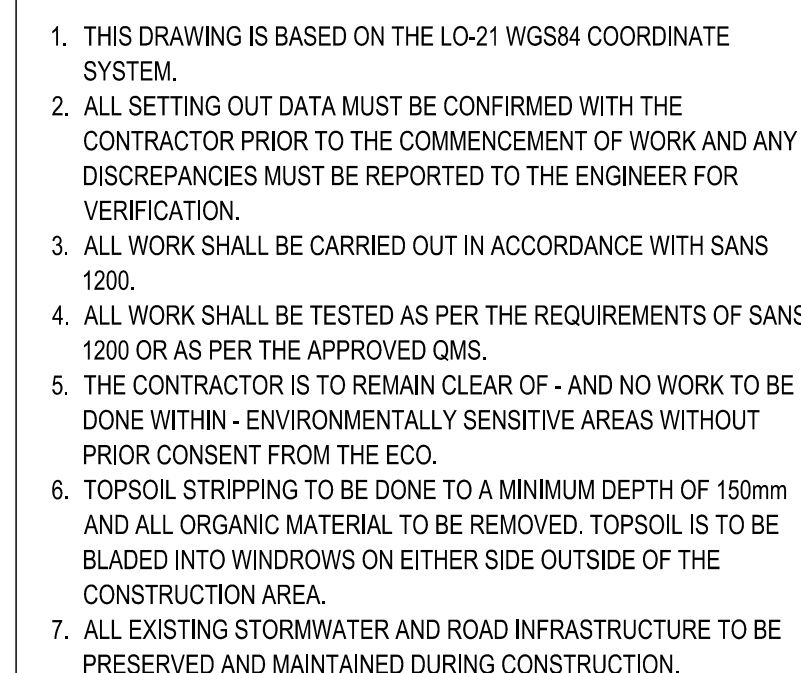 1. THIS DRAWING IS BASED ON THE LO-21 WGS84 COORDINATE
SYSTEM.
2. ALL SETTING OUT DATA MUST BE CONFIRMED WITH THE
CONTRACTOR PRIOR TO THE COMMENCEMENT OF WORK AND ANY
DISCREPANCIES MUST BE REPORTED TO THE ENGINEER FOR
VERIFICATION.
3. ALL WORK SHALL BE CARRIED OUT IN ACCORDANCE WITH SANS
1200.
4. ALL WORK SHALL BE TESTED AS PER THE REQUIREMENTS OF SANS
1200 OR AS PER THE APPROVED QMS.
5. THE CONTRACTOR IS TO REMAIN CLEAR OF - AND NO WORK TO BE
DONE WITHIN - ENVIRONMENTALLY SENSITIVE AREAS WITHOUT
PRIOR CONSENT FROM THE ECO.
6. TOPSOIL STRIPPING TO BE DONE TO A MINIMUM DEPTH OF 150mm
AND ALL ORGANIC MATERIAL TO BE REMOVED. TOPSOIL IS TO BE
BLADED INTO WINDROWS ON EITHER SIDE OUTSIDE OF THE
CONSTRUCTION AREA.
7. ALL EXISTING STORMWATER AND ROAD INFRASTRUCTURE TO BE
PRESERVED AND MAINTAINED DURING CONSTRUCTION.